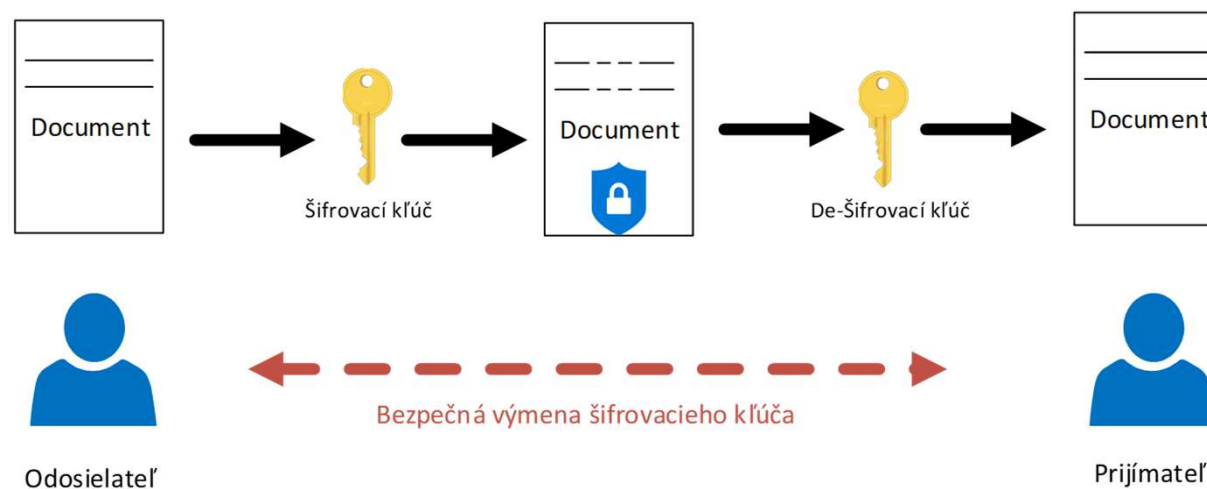 Document
Document
Document
Šifrovací kľúč
De-Šifrovací kľúč
Bezpečná výmena šifrovacieho kľúča
Odosielateľ
Prijímateľ